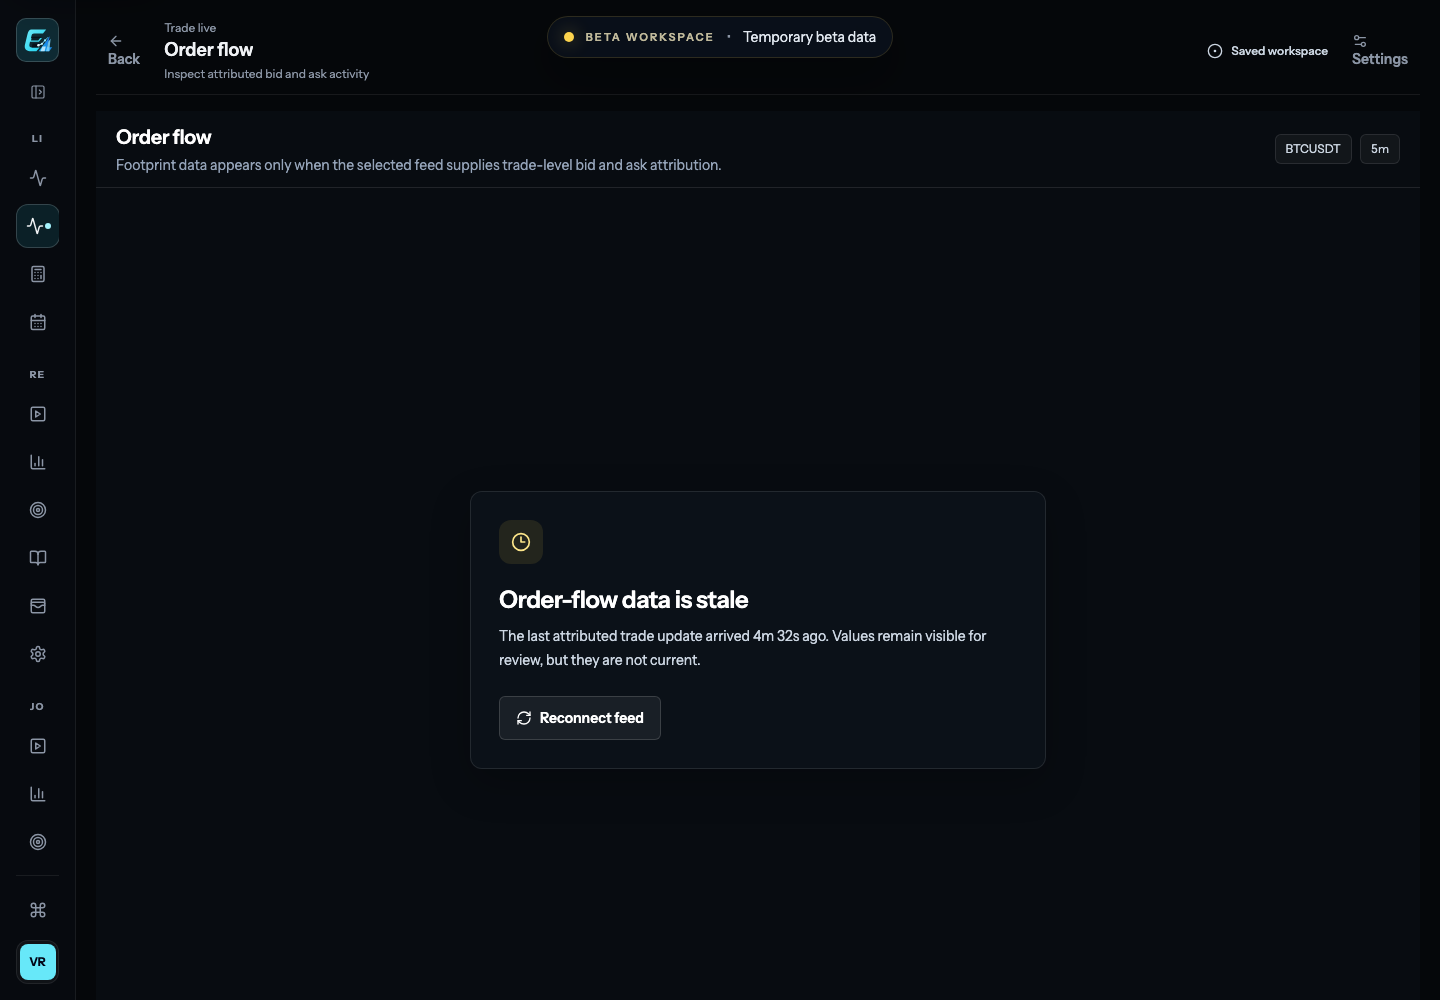 Trade live
Order flow
Inspect attributed bid and ask activity
Back
BETA WORKSPACE • Temporary beta data
Saved workspace
Settings
LI
RE
JO
VR
Order flow
Footprint data appears only when the selected feed supplies trade-level bid and ask attribution.
BTCUSDT
5m
Order-flow data is stale
The last attributed trade update arrived 4m 32s ago. Values remain visible for
review, but they are not current.
Reconnect feed